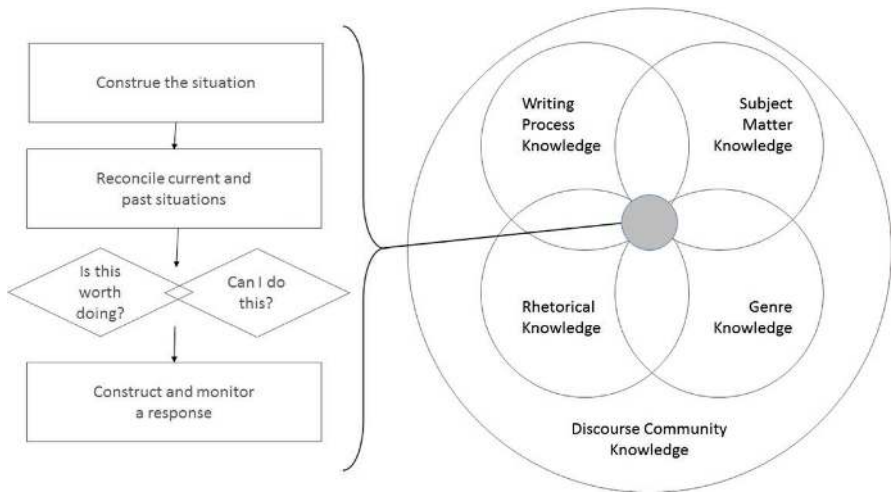 Construe the situation
Reconcile current and
past situations
Is this
worth
doing?
Can I do
this?
Construct and monitor
a response
Writing
Process
Knowledge
Subject
Matter
Knowledge
Rhetorical
Knowledge
Genre
Knowledge
Discourse Community
Knowledge